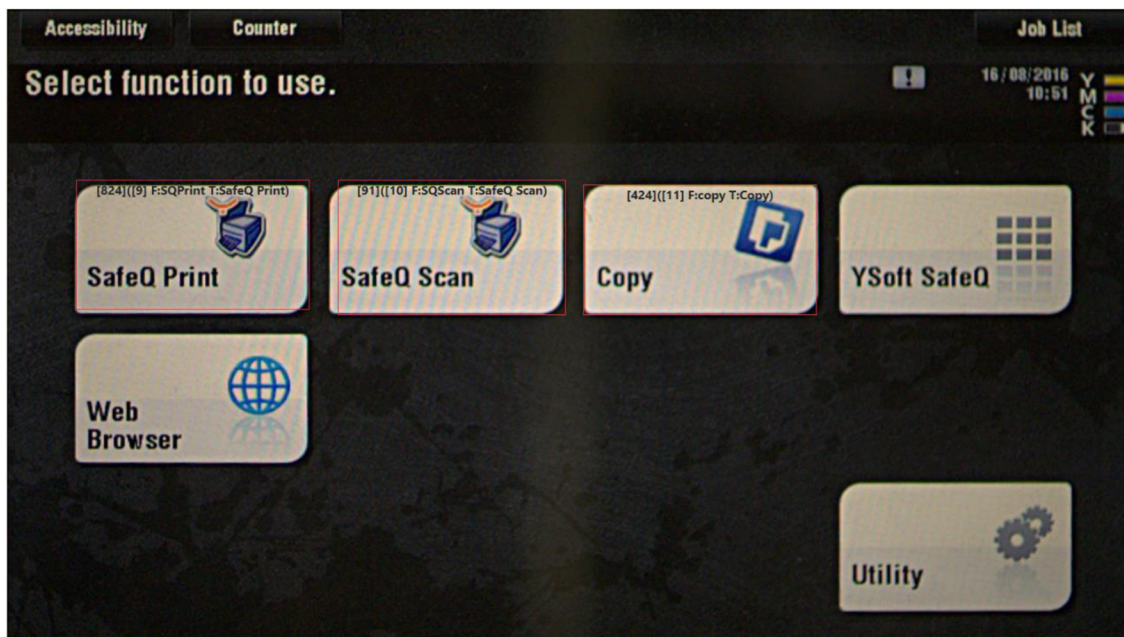 Accessibility
Counter
Job List
Select function to use.
!
16/08/2016
10:51
Y
M
C
K
[824]([9] F:SQPrint T:SafeQ Print)
[91]([10] F:SQScan T:SafeQ Scan)
[424]([11] F:copy T:Copy)
SafeQ Print
SafeQ Scan
Copy
YSoft SafeQ
Web
Browser
Utility